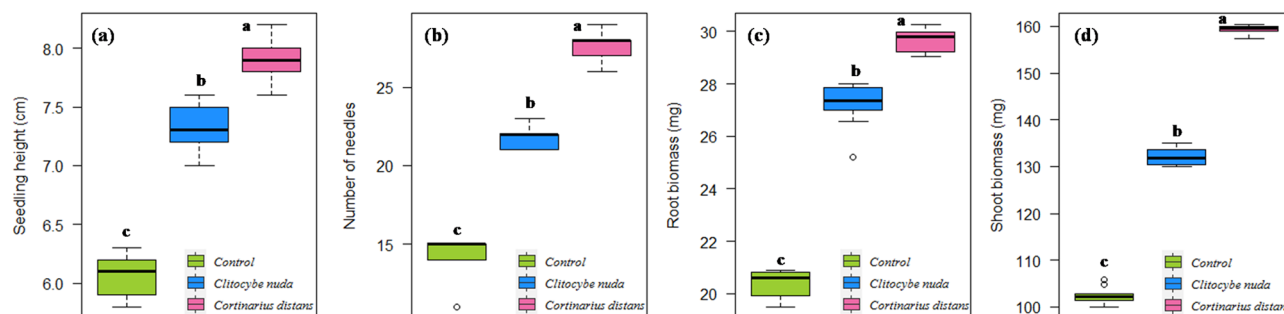 (a)
Seedling height (cm)
8.0
7.5
7.0
6.5
6.0
a
b
c
Control
Clitocybe nuda
Cortinarius distans
(b)
Number of needles
25
20
15
a
b
c
Control
Clitocybe nuda
Cortinarius distans
(c)
Root biomass (mg)
30
28
26
24
22
20
a
b
c
Control
Clitocybe nuda
Cortinarius distans
(d)
Shoot biomass (mg)
160
150
140
130
120
110
100
a
b
c
Control
Clitocybe nuda
Cortinarius distans